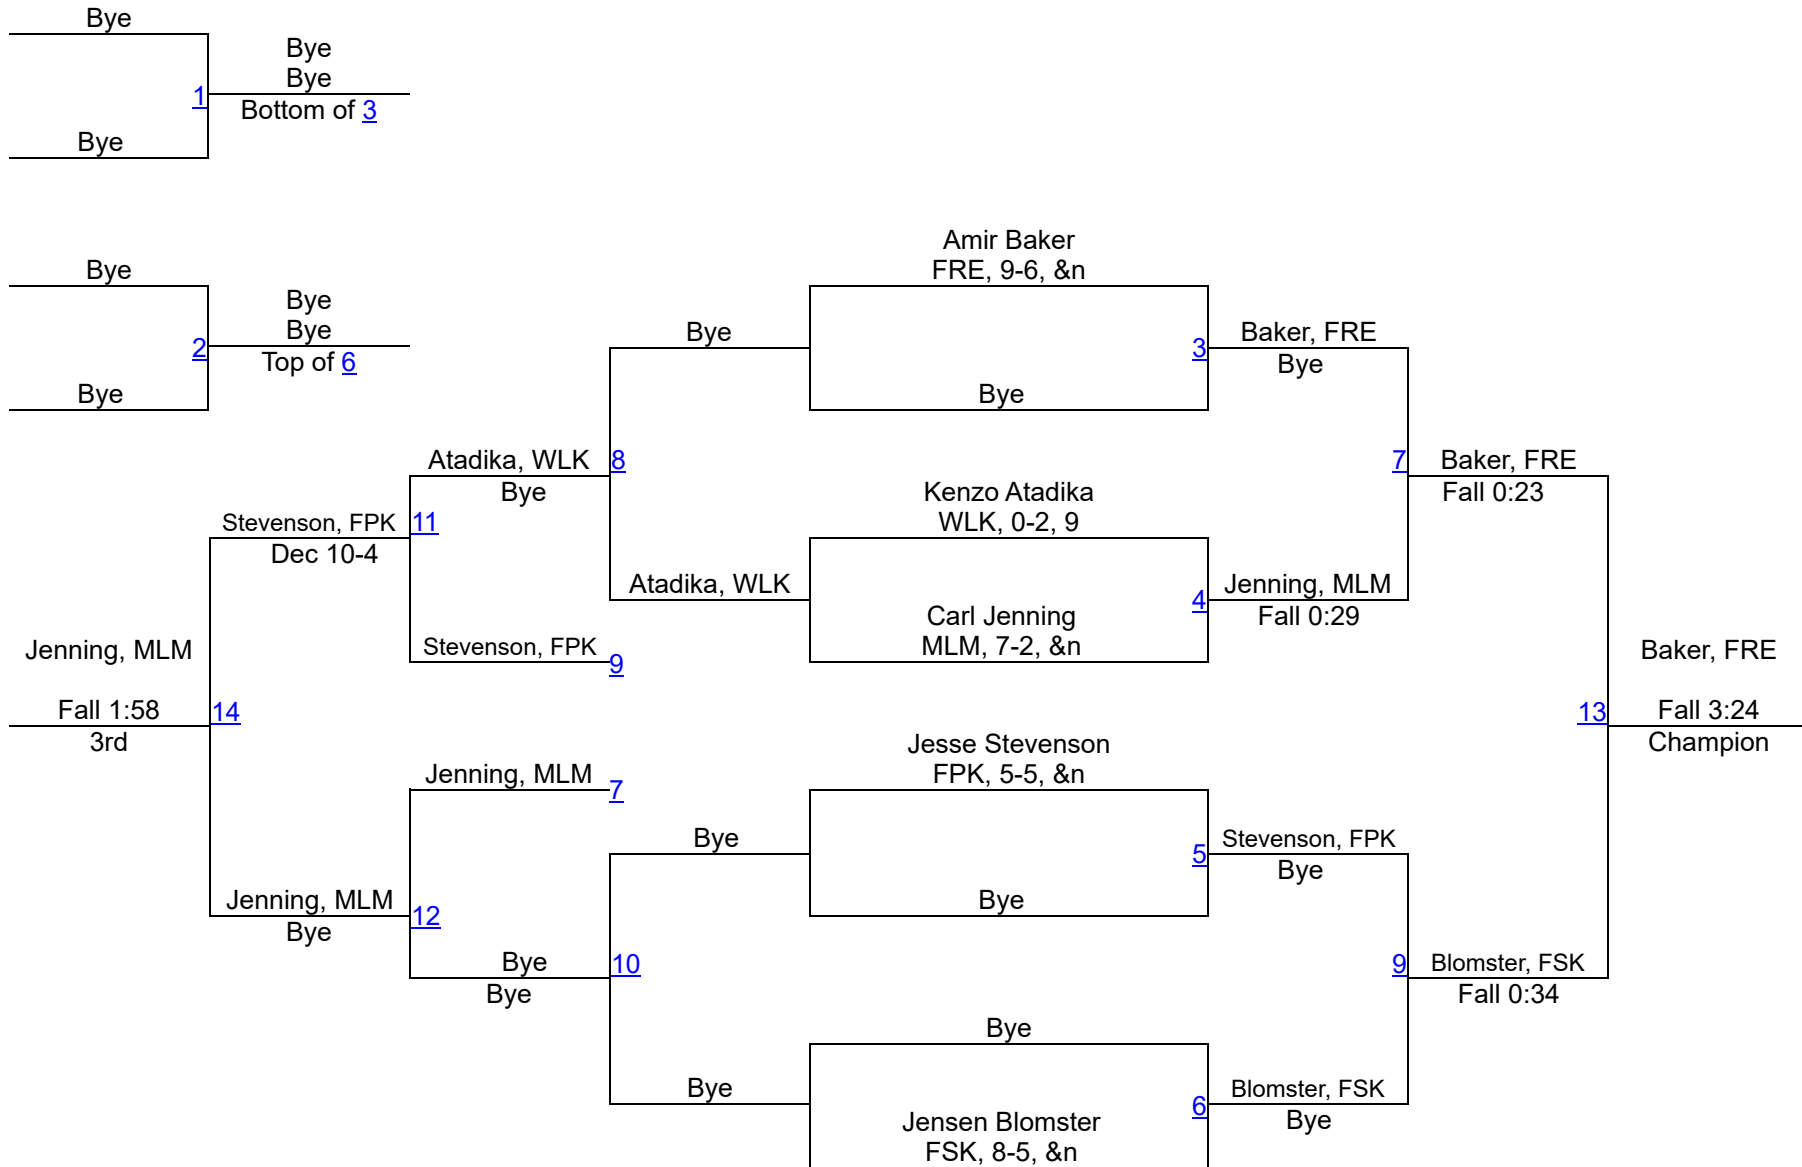 Bye
Bye
Bye
1
Bottom of 3
Bye
Bye
Bye
Bye
2
Top of 6
Bye
Amir Baker
FRE, 9-6, &n
Bye
3
Baker, FRE
Bye
Bye
Atadika, WLK
8
Bye
7
Baker, FRE
Fall 0:23
Kenzo Atadika
WLK, 0-2, 9
Stevenson, FPK
11
Dec 10-4
Atadika, WLK
4
Jenning, MLM
Fall 0:29
Carl Jenning
MLM, 7-2, &n
Stevenson, FPK
9
Jenning, MLM
Fall 1:58
14
3rd
Baker, FRE
13
Fall 3:24
Champion
Jesse Stevenson
FPK, 5-5, &n
Jenning, MLM
7
Bye
5
Stevenson, FPK
Bye
Bye
Jenning, MLM
12
Bye
Bye
10
Bye
9
Blomster, FSK
Fall 0:34
Bye
Bye
6
Blomster, FSK
Bye
Jensen Blomster
FSK, 8-5, &n